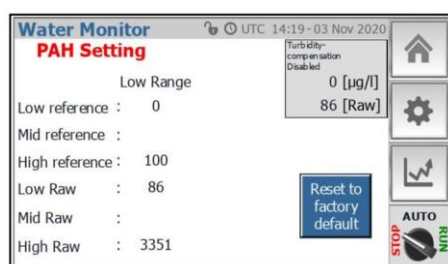 Water Monitor UTC 14:19-03 Nov 2020
PAH Setting
Turbidity-
compensation
Disabled
0 [µg/l]
86 [Raw]
Low Range
Low reference : 0
Mid reference :
High reference : 100
Low Raw : 86
Mid Raw :
High Raw : 3351
Reset to
factory
default
AUTO
STOP
RUN